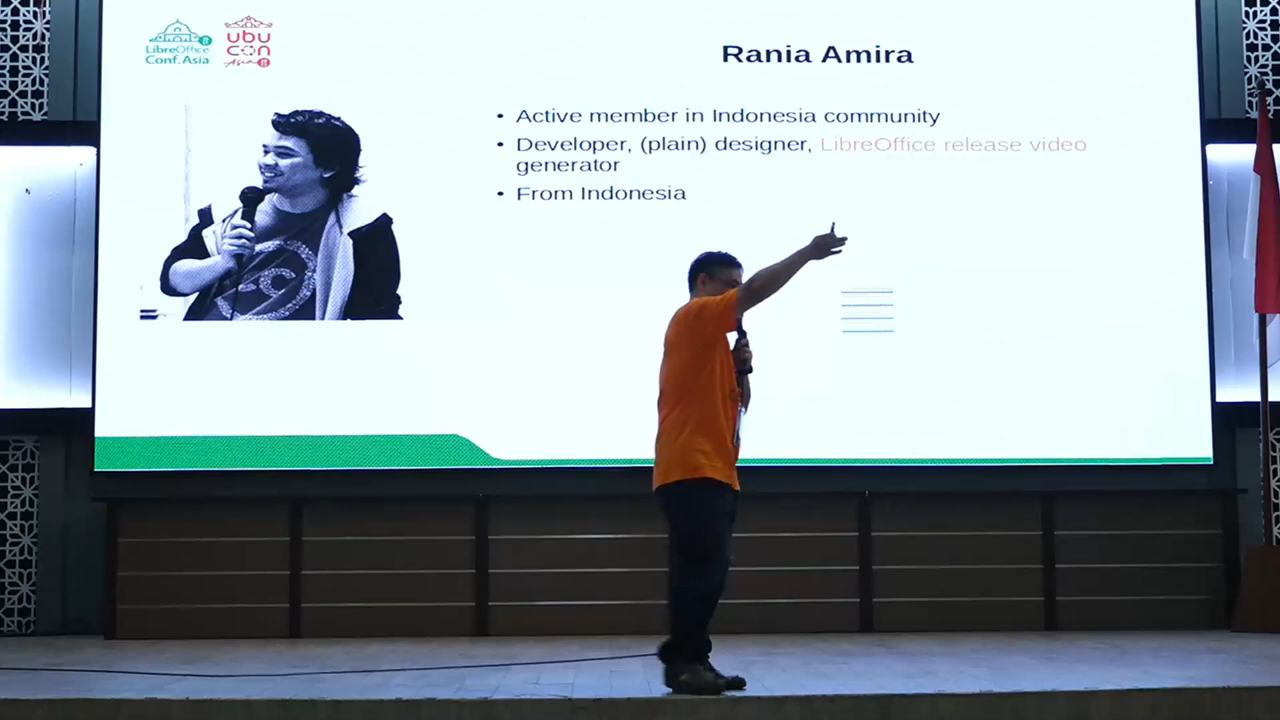 LibreOffice
Conf.Asia
ubu
con
Asia
Rania Amira
• Active member in Indonesia community
• Developer, (plain) designer, LibreOffice release video
generator
• From Indonesia